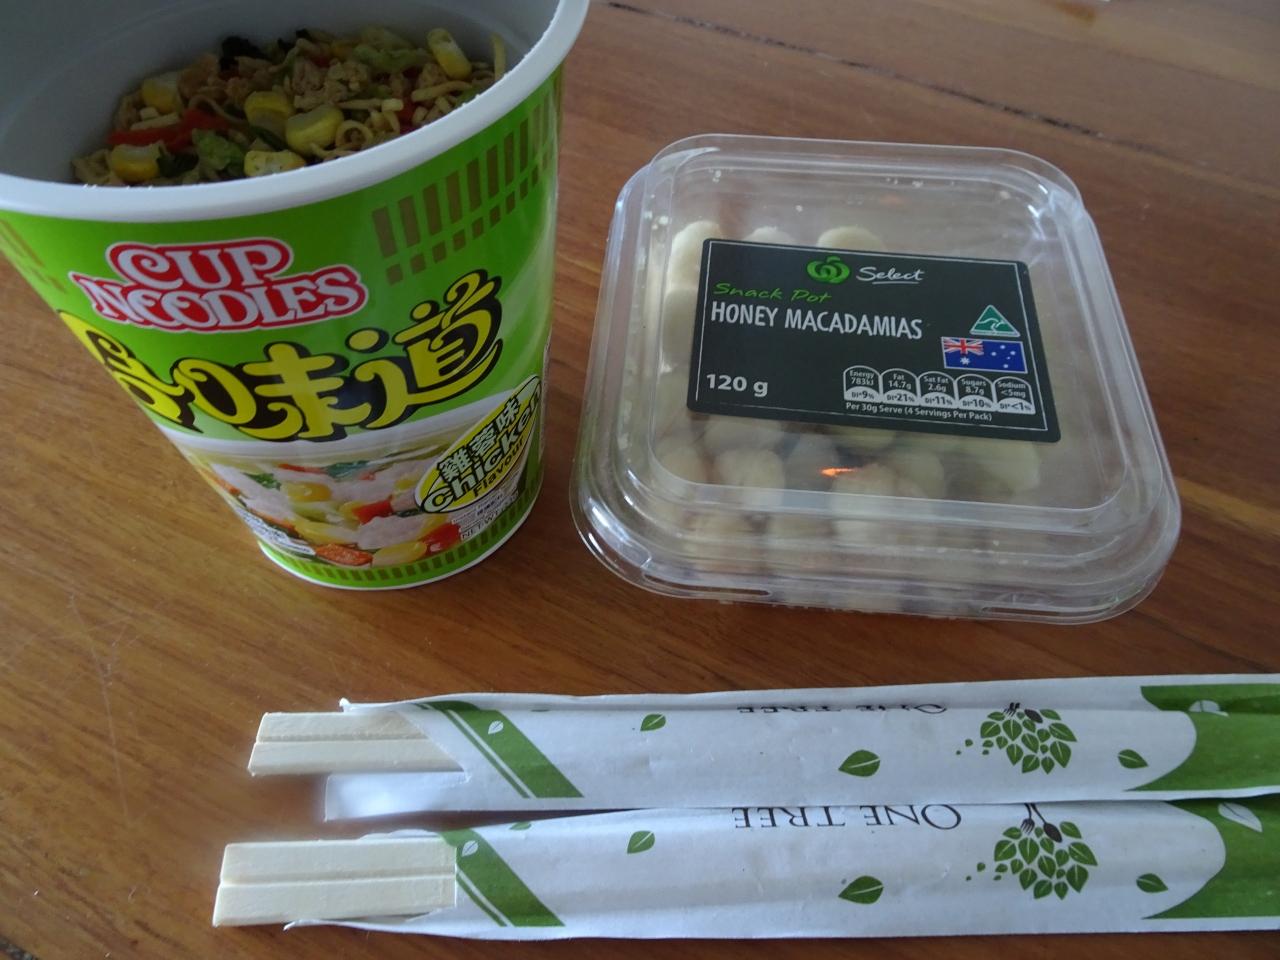 CUP
NOODLES
合味道
雞蓉味
Chicken
Flavour
NET WT
Select
Snack Pot
HONEY MACADAMIAS
120 g
Energy
783kJ
DI*9%
Fat
14.7g
DI*21%
Sat Fat
2.6g
DI*11%
Sugars
8.7g
DI*10%
Sodium
<5mg
DI*<1%
Per 30g Serve (4 Servings Per Pack)
ONE TREE
ONE TREE